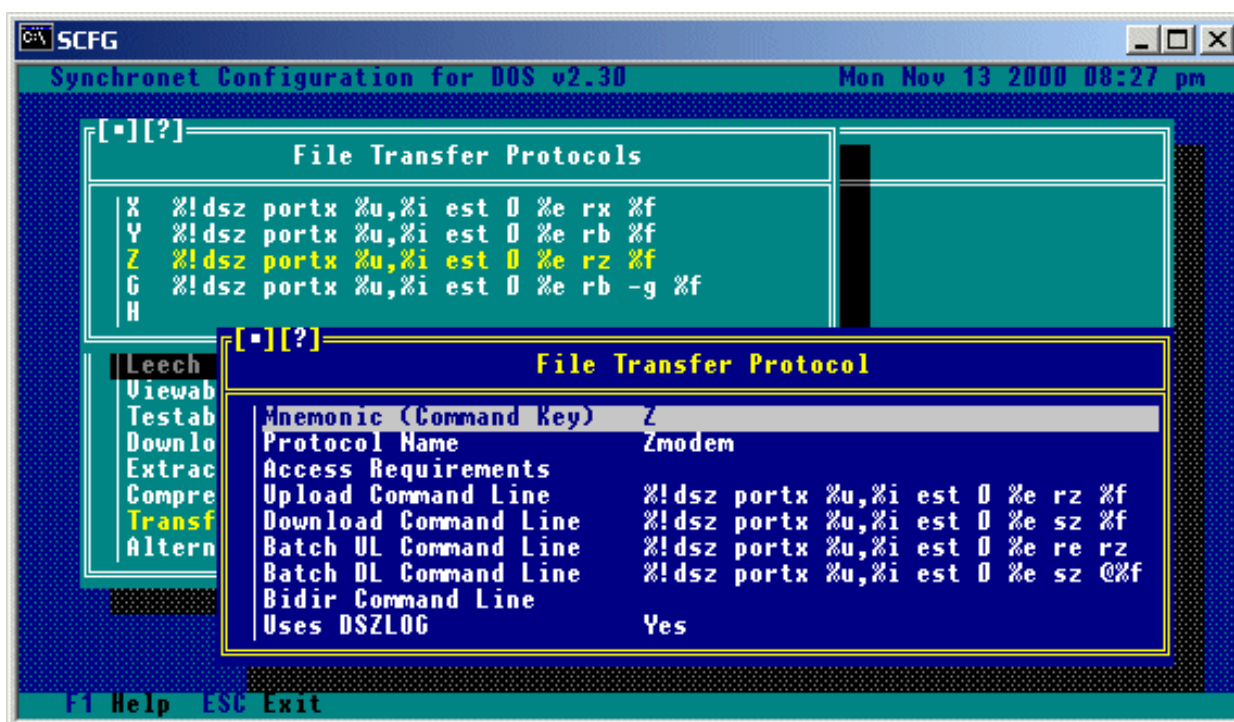 C:\ SCFG
Synchronet Configuration for DOS v2.30 Mon Nov 13 2000 08:27 pm
[▪][?]
File Transfer Protocols
X %!dsz portx %u,%i est 0 %e rx %f
Y %!dsz portx %u,%i est 0 %e rb %f
Z %!dsz portx %u,%i est 0 %e rz %f
G %!dsz portx %u,%i est 0 %e rb -g %f
H
[▪][?]
File Transfer Protocol
Leech
Viewab
Testab
Downlo
Extrac
Compre
Transf
Altern
Mnemonic (Command Key) Z
Protocol Name Zmodem
Access Requirements
Upload Command Line %!dsz portx %u,%i est 0 %e rz %f
Download Command Line %!dsz portx %u,%i est 0 %e sz %f
Batch UL Command Line %!dsz portx %u,%i est 0 %e re rz
Batch DL Command Line %!dsz portx %u,%i est 0 %e sz @%f
Bidir Command Line
Uses DSZLOG Yes
F1 Help ESC Exit